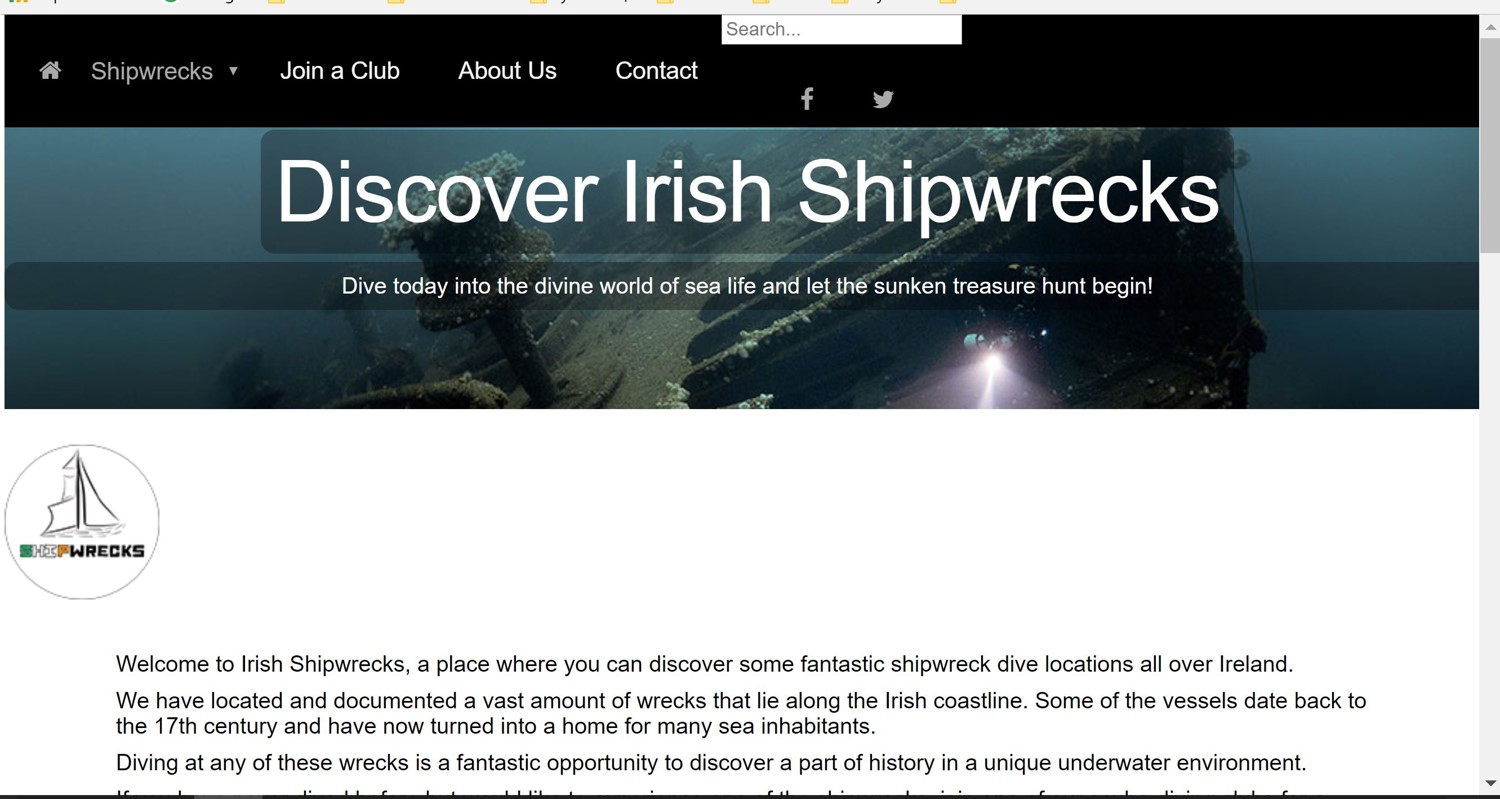 Search...
Shipwrecks ▼ Join a Club About Us Contact
Discover Irish Shipwrecks
Dive today into the divine world of sea life and let the sunken treasure hunt begin!
SHIPWRECKS
Welcome to Irish Shipwrecks, a place where you can discover some fantastic shipwreck dive locations all over Ireland.
We have located and documented a vast amount of wrecks that lie along the Irish coastline. Some of the vessels date back to
the 17th century and have now turned into a home for many sea inhabitants.
Diving at any of these wrecks is a fantastic opportunity to discover a part of history in a unique underwater environment.